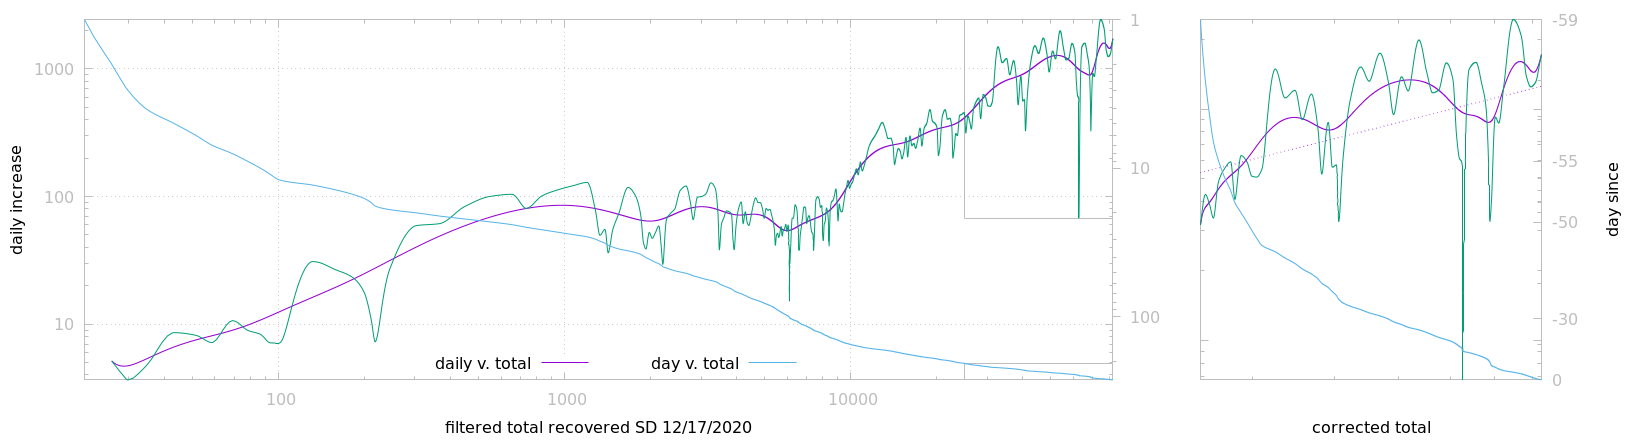 daily increase
1000
100
10
daily v. total
day v. total
100
1000
10000
filtered total recovered SD 12/17/2020
1
10
100
-59
-55
-50
-30
0
day since
corrected total